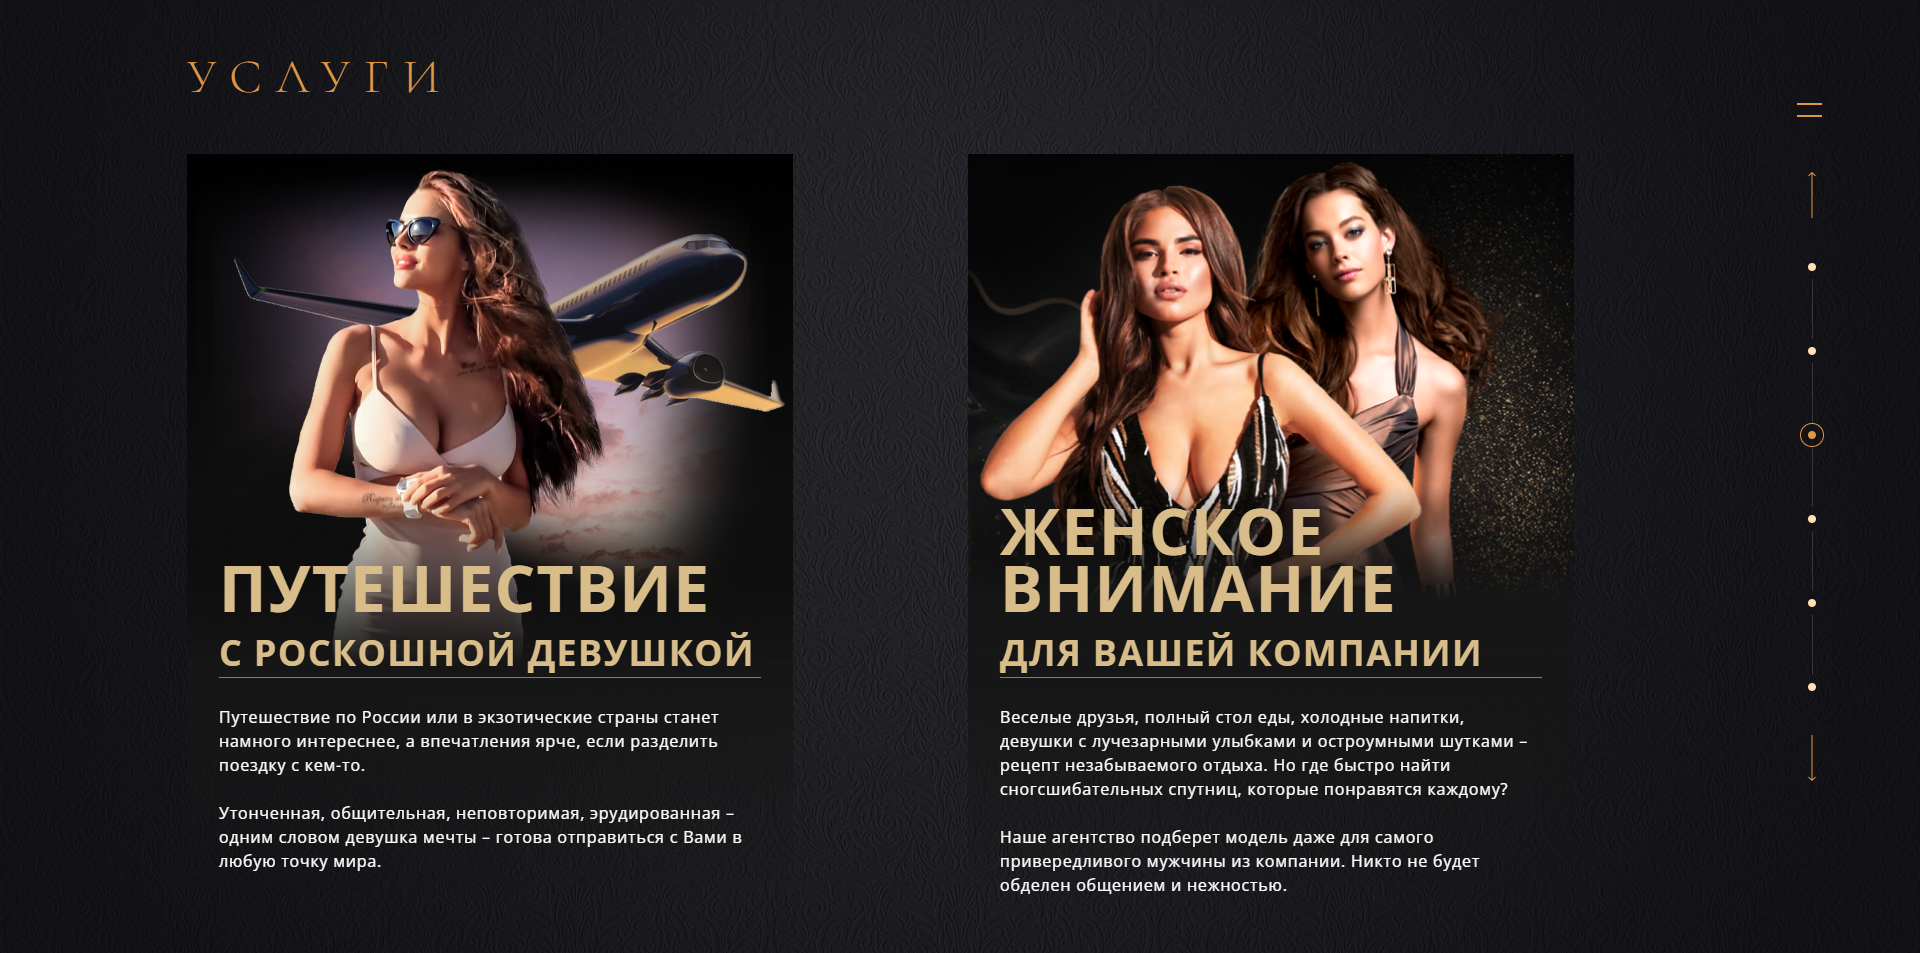 УСЛУГИ
ПУТЕШЕСТВИЕ
С РОСКОШНОЙ ДЕВУШКОЙ
Путешествие по России или в экзотические страны станет
намного интереснее, а впечатления ярче, если разделить
поездку с кем-то.
Утонченная, общительная, неповторимая, эрудированная –
одним словом девушка мечты – готова отправиться с Вами в
любую точку мира.
ЖЕНСКОЕ
ВНИМАНИЕ
ДЛЯ ВАШЕЙ КОМПАНИИ
Веселые друзья, полный стол еды, холодные напитки,
девушки с лучезарными улыбками и остроумными шутками –
рецепт незабываемого отдыха. Но где быстро найти
сногсшибательных спутниц, которые понравятся каждому?
Наше агентство подберет модель даже для самого
привередливого мужчины из компании. Никто не будет
обделен общением и нежностью.